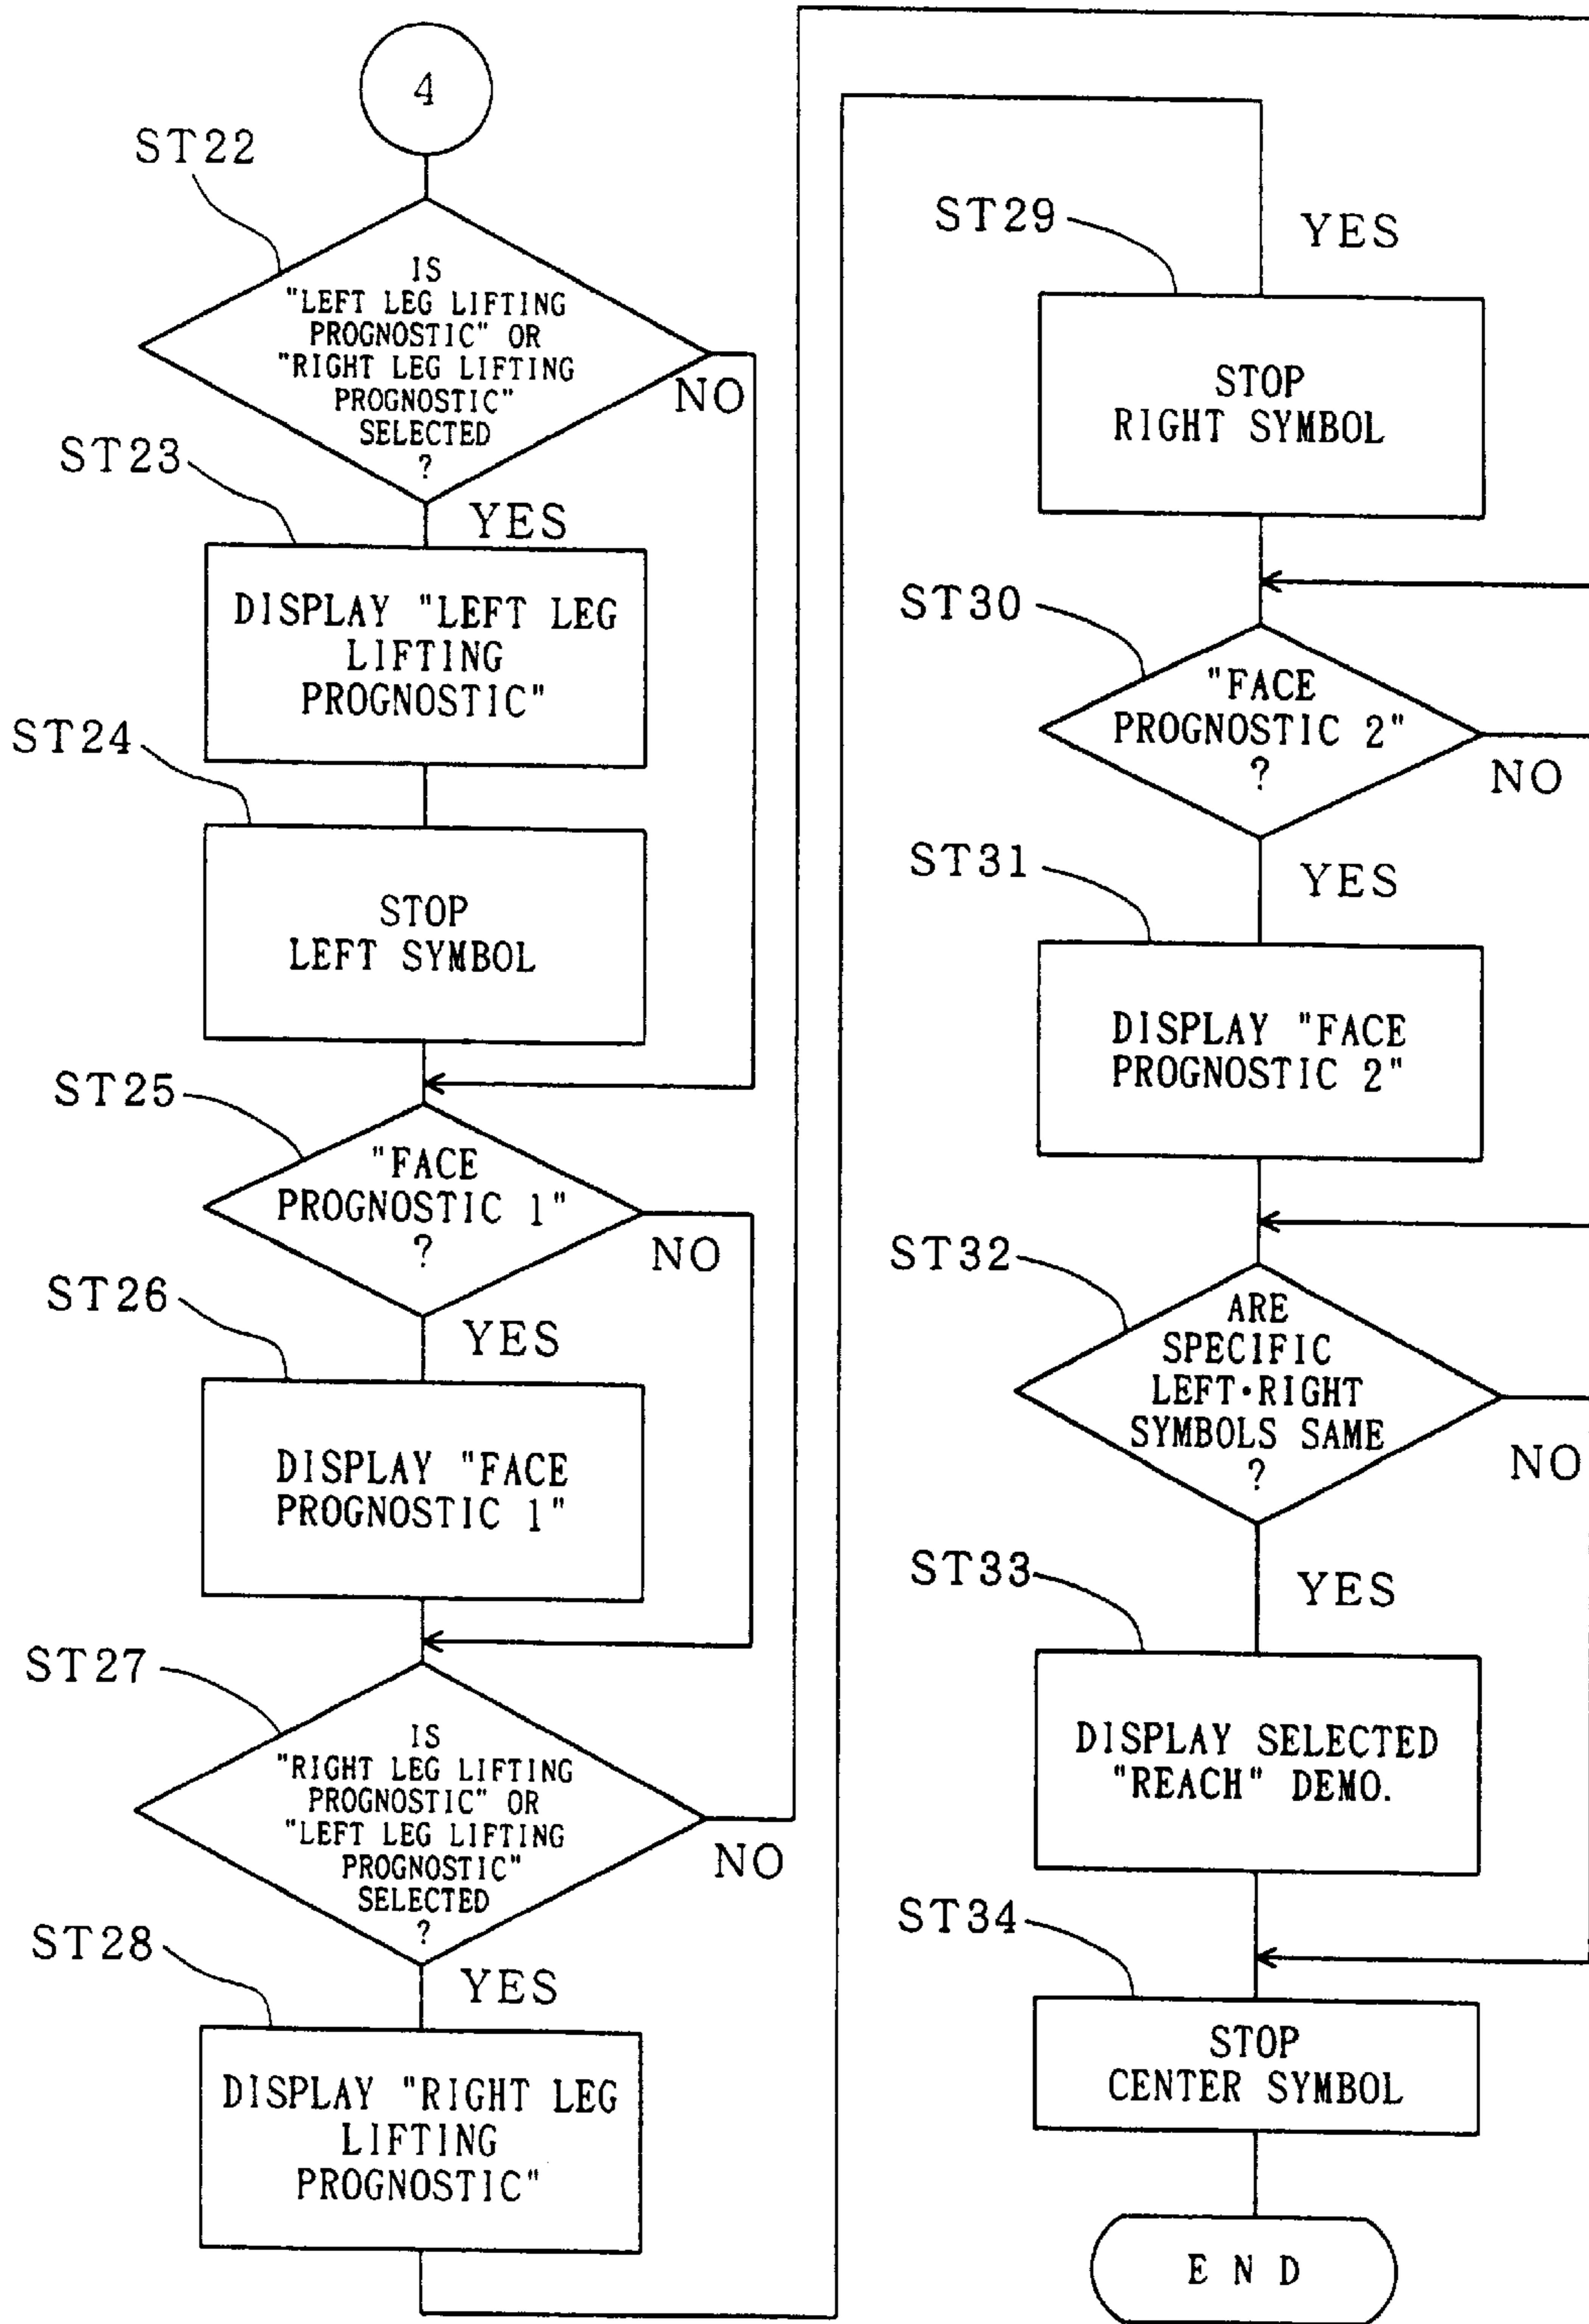 4
ST22
IS
"LEFT LEG LIFTING
PROGNOSTIC" OR
"RIGHT LEG LIFTING
PROGNOSTIC"
SELECTED
?
NO
YES
ST23
DISPLAY "LEFT LEG
LIFTING
PROGNOSTIC"
ST24
STOP
LEFT SYMBOL
ST25
"FACE
PROGNOSTIC 1"
?
NO
YES
ST26
DISPLAY "FACE
PROGNOSTIC 1"
ST27
IS
"RIGHT LEG LIFTING
PROGNOSTIC" OR
"LEFT LEG LIFTING
PROGNOSTIC"
SELECTED
?
NO
YES
ST28
DISPLAY "RIGHT LEG
LIFTING
PROGNOSTIC"
YES
ST29
STOP
RIGHT SYMBOL
ST30
"FACE
PROGNOSTIC 2"
?
NO
YES
ST31
DISPLAY "FACE
PROGNOSTIC 2"
ST32
ARE
SPECIFIC
LEFT・RIGHT
SYMBOLS SAME
?
NO
YES
ST33
DISPLAY SELECTED
"REACH" DEMO.
ST34
STOP
CENTER SYMBOL
END